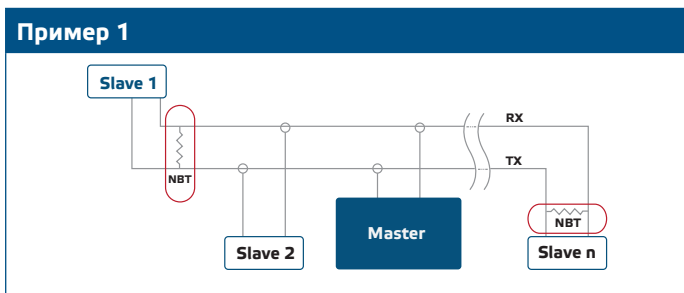 Пример 1
Slave 1
RX
TX
NBT
NBT
Master
Slave 2
Slave n